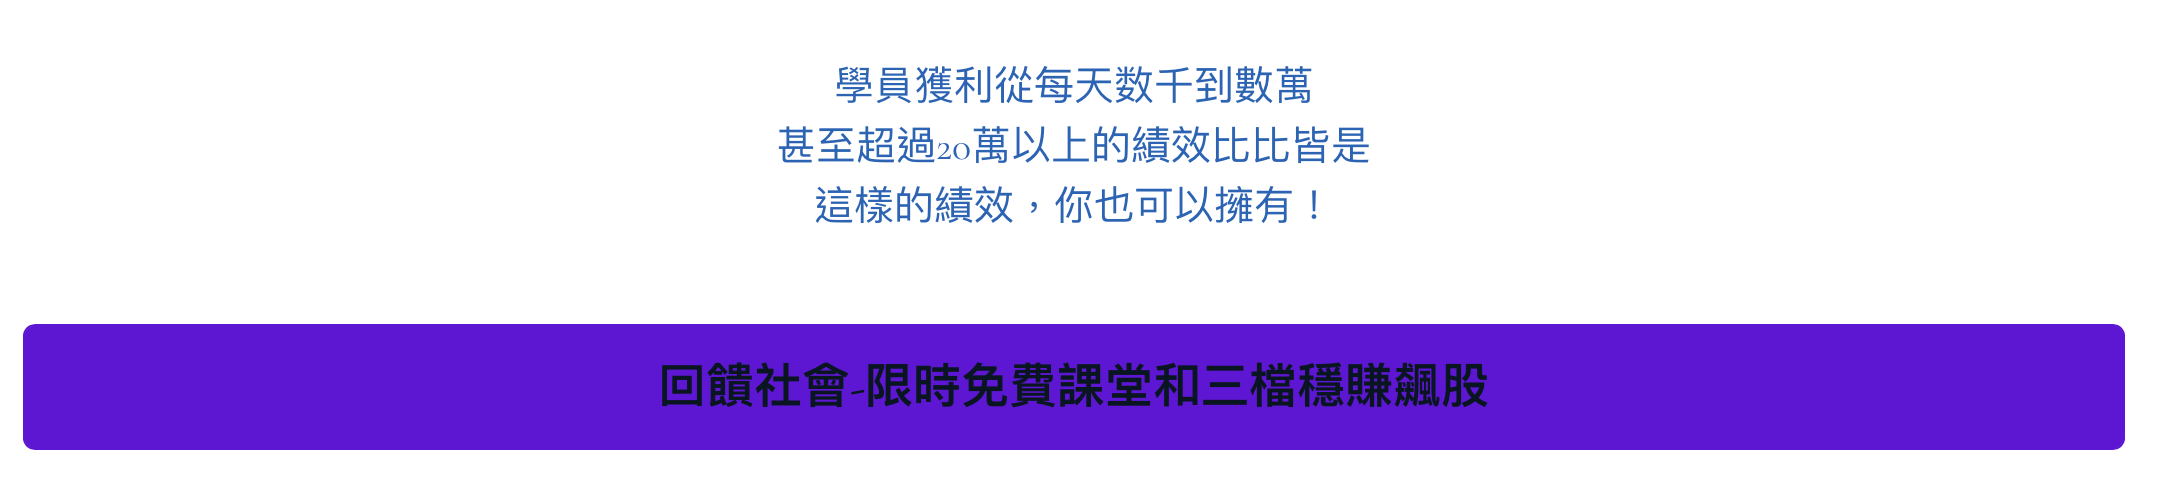 學員獲利從每天数千到數萬
甚至超過20萬以上的績效比比皆是
這樣的績效，你也可以擁有！
回饋社會-限時免費課堂和三檔穩賺飆股